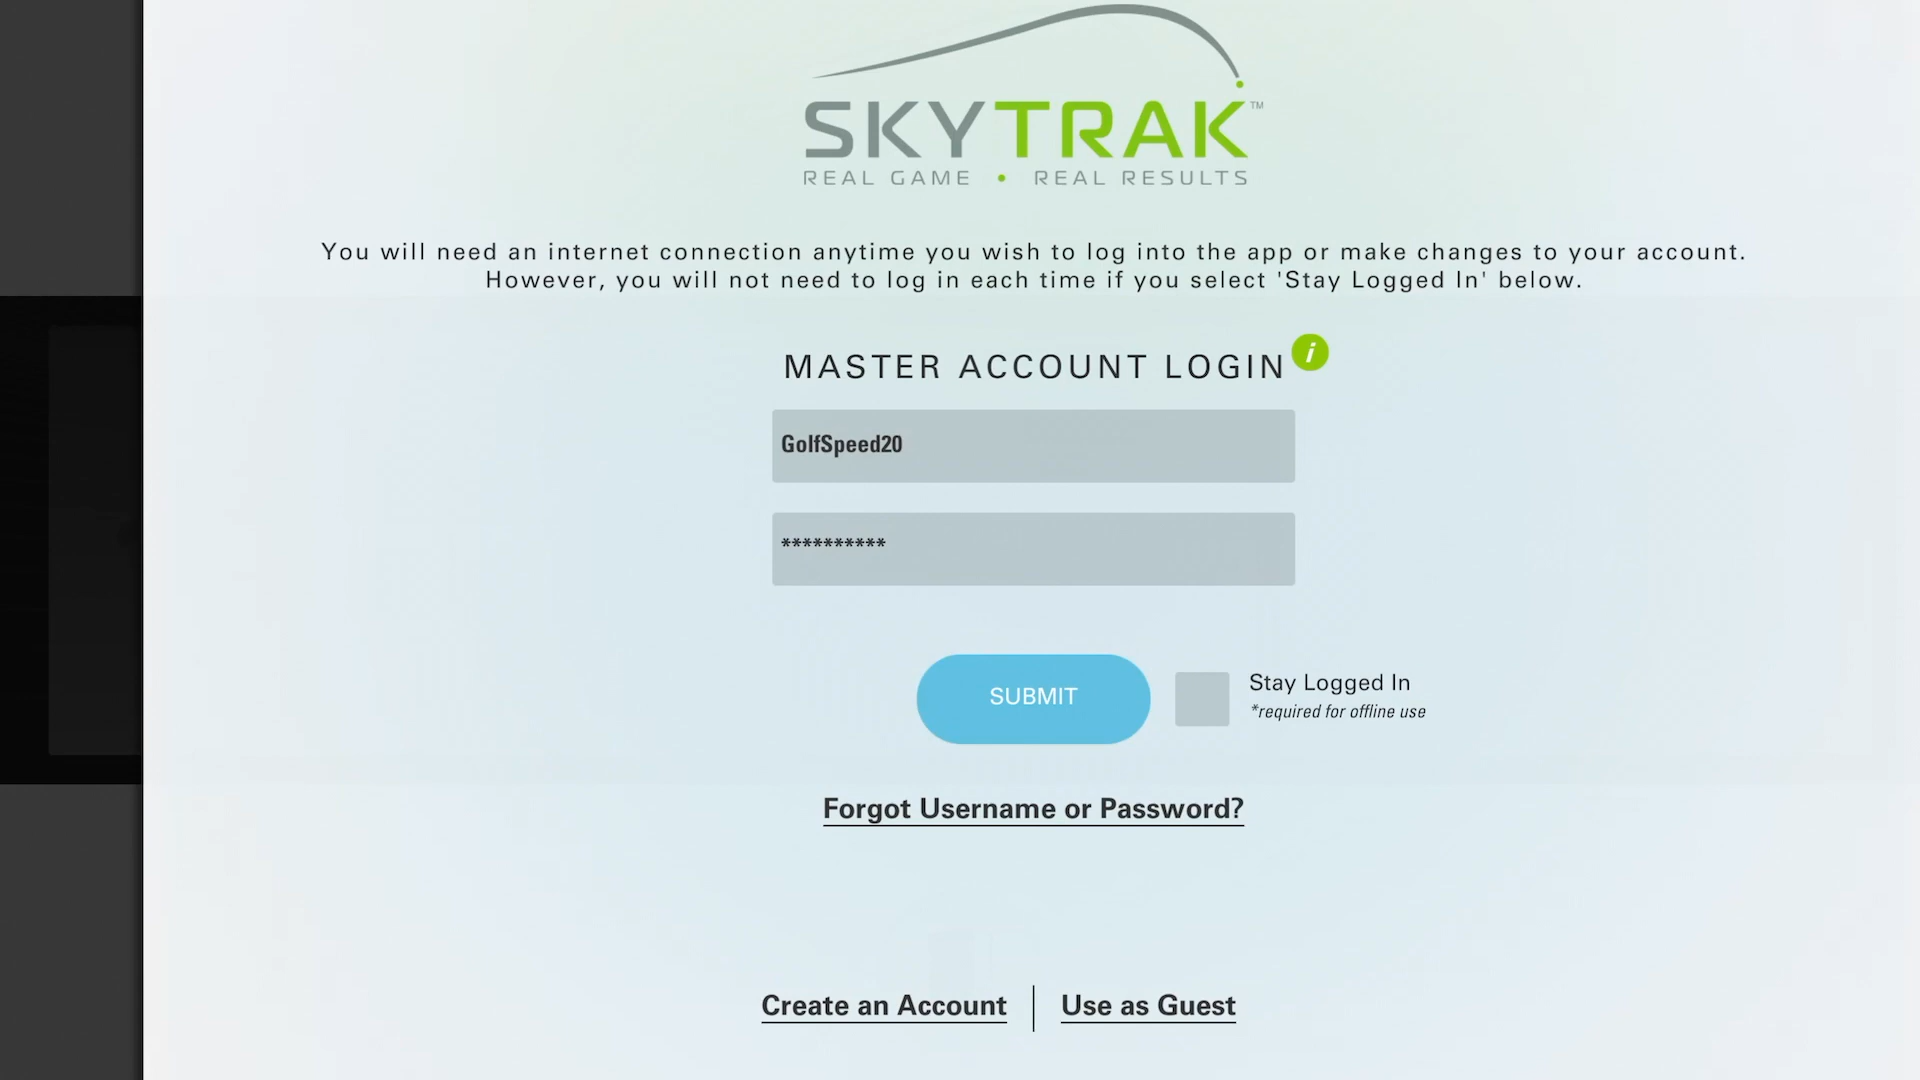 SKYTRAK™
REAL GAME • REAL RESULTS
You will need an internet connection anytime you wish to log into the app or make changes to your account.
However, you will not need to log in each time if you select 'Stay Logged In' below.
MASTER ACCOUNT LOGIN i
GolfSpeed20
**********
SUBMIT
Stay Logged In
*required for offline use
Forgot Username or Password?
Create an Account | Use as Guest